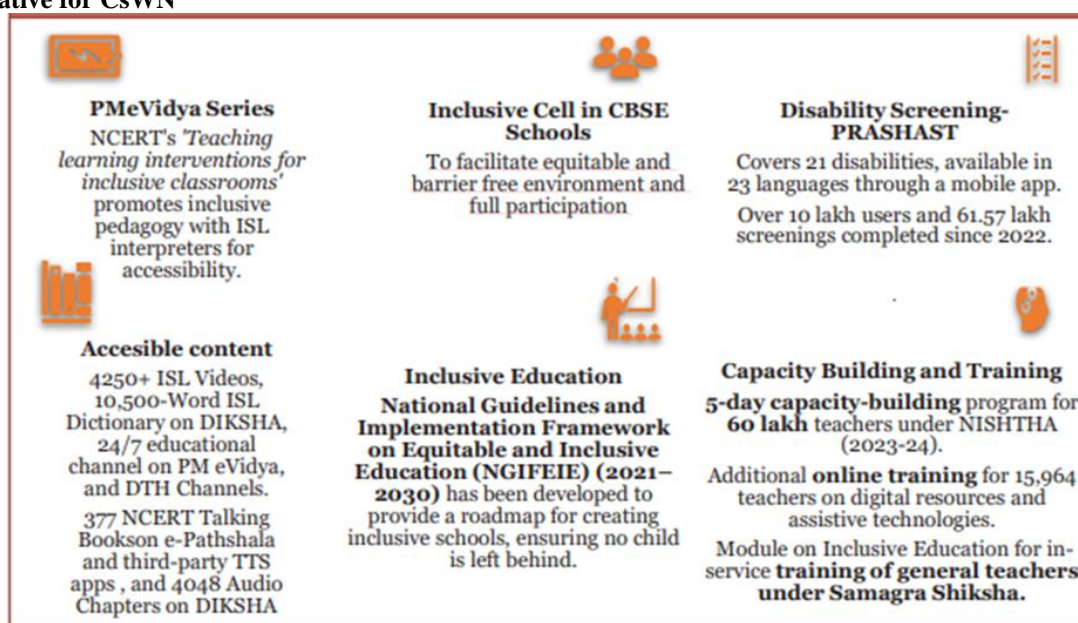 ative for CsWN
PMeVidya Series
NCERT's 'Teaching
learning interventions for
inclusive classrooms'
promotes inclusive
pedagogy with ISL
interpreters for
accessibility.
Inclusive Cell in CBSE
Schools
To facilitate equitable and
barrier free environment and
full participation
Disability Screening-
PRASHAST
Covers 21 disabilities, available in
23 languages through a mobile app.
Over 10 lakh users and 61.57 lakh
screenings completed since 2022.
Accesible content
4250+ ISL Videos,
10,500-Word ISL
Dictionary on DIKSHA,
24/7 educational
channel on PM eVidya,
and DTH Channels.
377 NCERT Talking
Bookson e-Pathshala
and third-party TTS
apps , and 4048 Audio
Chapters on DIKSHA
Inclusive Education
National Guidelines and
Implementation Framework
on Equitable and Inclusive
Education (NGIFEIE) (2021–
2030) has been developed to
provide a roadmap for creating
inclusive schools, ensuring no child
is left behind.
Capacity Building and Training
5-day capacity-building program for
60 lakh teachers under NISHTHA
(2023-24).
Additional online training for 15,964
teachers on digital resources and
assistive technologies.
Module on Inclusive Education for in-
service training of general teachers
under Samagra Shiksha.